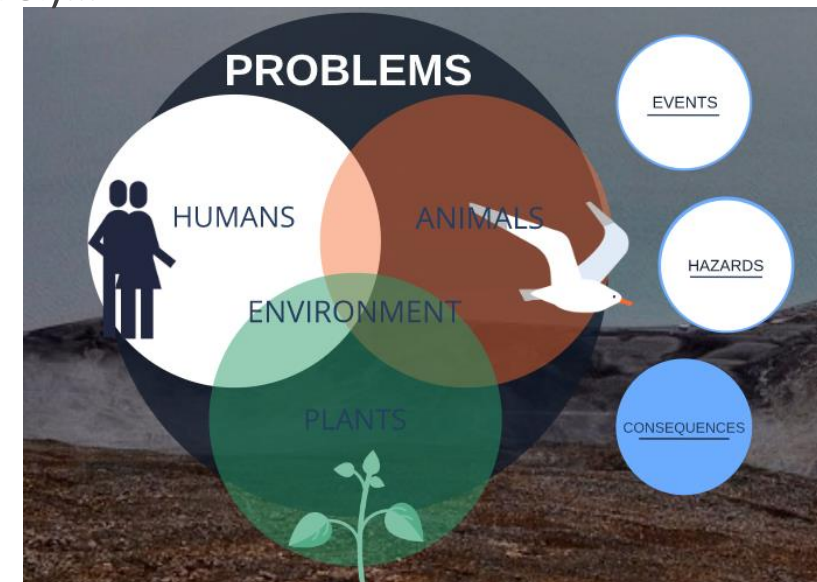 PROBLEMS
EVENTS
HUMANS
ANIMALS
HAZARDS
ENVIRONMENT
PLANTS
CONSEQUENCES